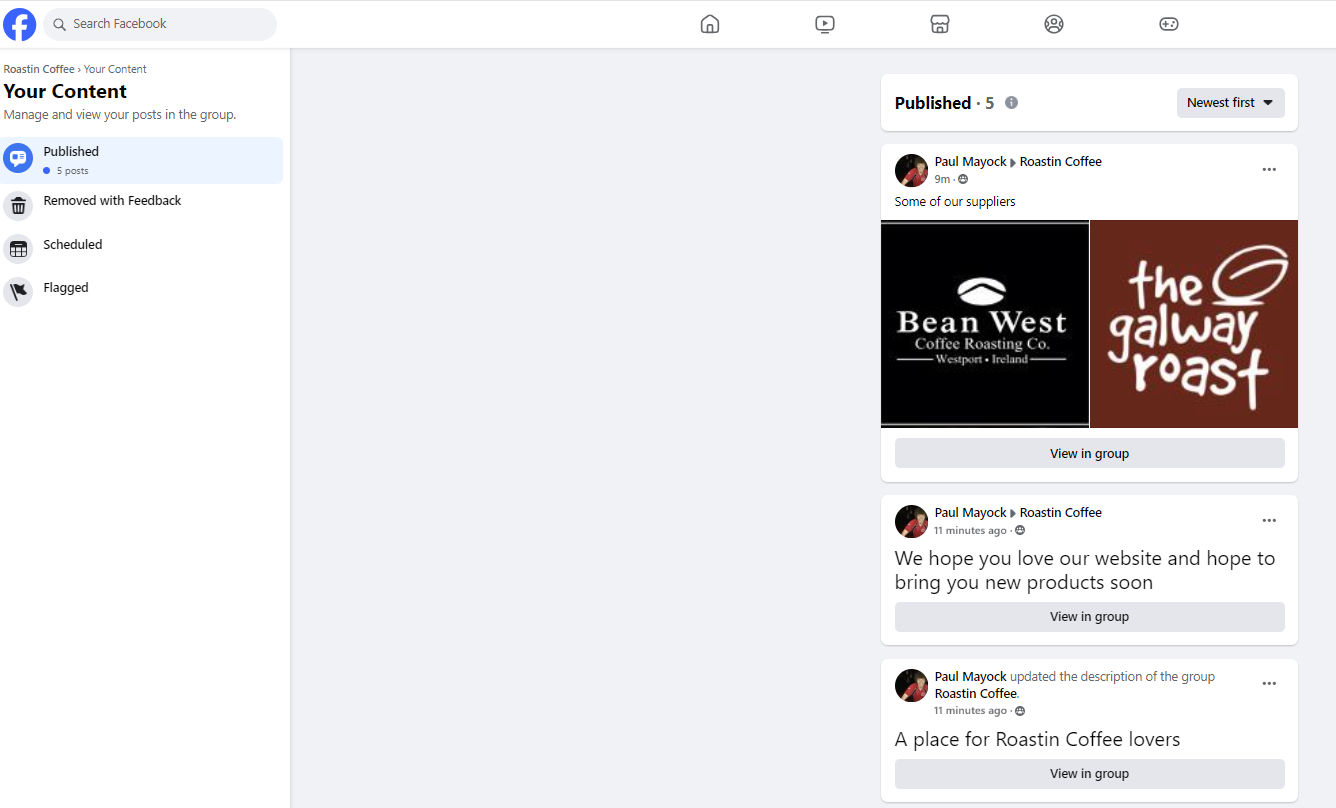 Search Facebook
Roastin Coffee › Your Content
Your Content
Manage and view your posts in the group.
Published
5 posts
Removed with Feedback
Scheduled
Flagged
Published · 5
Newest first
Paul Mayock Roastin Coffee
9m ·
Some of our suppliers
Bean West
Coffee Roasting Co.
Westport • Ireland
the
galway
roast
View in group
Paul Mayock Roastin Coffee
11 minutes ago ·
We hope you love our website and hope to
bring you new products soon
View in group
Paul Mayock updated the description of the group
Roastin Coffee.
11 minutes ago ·
A place for Roastin Coffee lovers
View in group